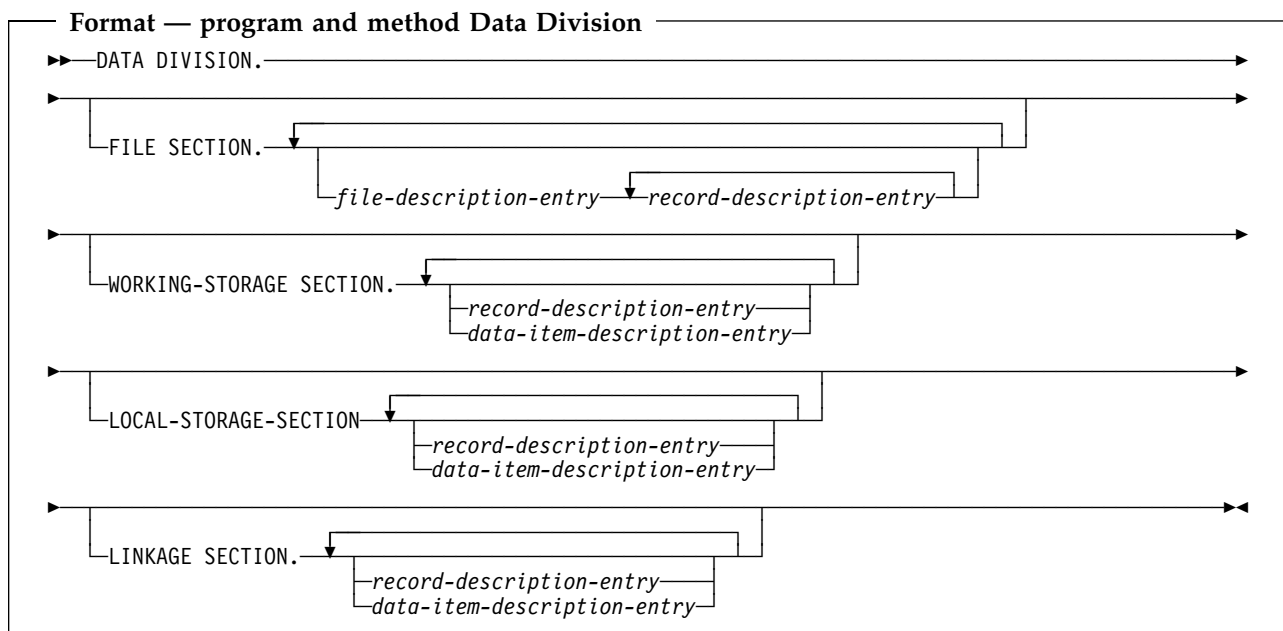 Format — program and method Data Division
DATA DIVISION.
FILE SECTION.
file-description-entry record-description-entry
WORKING-STORAGE SECTION.
record-description-entry
data-item-description-entry
LOCAL-STORAGE-SECTION
record-description-entry
data-item-description-entry
LINKAGE SECTION.
record-description-entry
data-item-description-entry